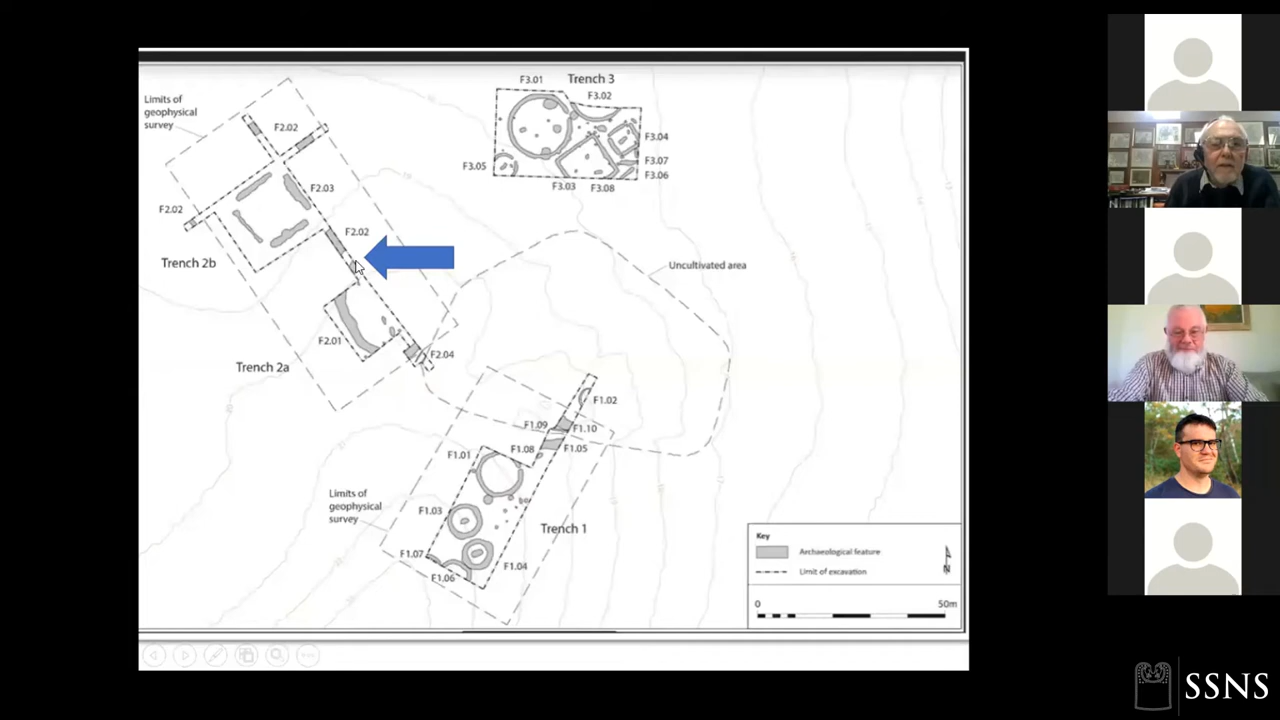 F3.01
Trench 3
F3.02
Limits of
geophysical
survey
F2.02
F3.04
F3.05
F3.07
F3.06
F3.03
F3.08
F2.03
F2.02
F2.02
Trench 2b
Uncultivated area
F2.01
F2.04
Trench 2a
F1.02
F1.09
F1.10
F1.08
F1.05
F1.01
Limits of
geophysical
survey
F1.03
Trench 1
F1.07
F1.04
F1.06
Key
Archaeological feature
Limit of excavation
N
0
50m
SSNS